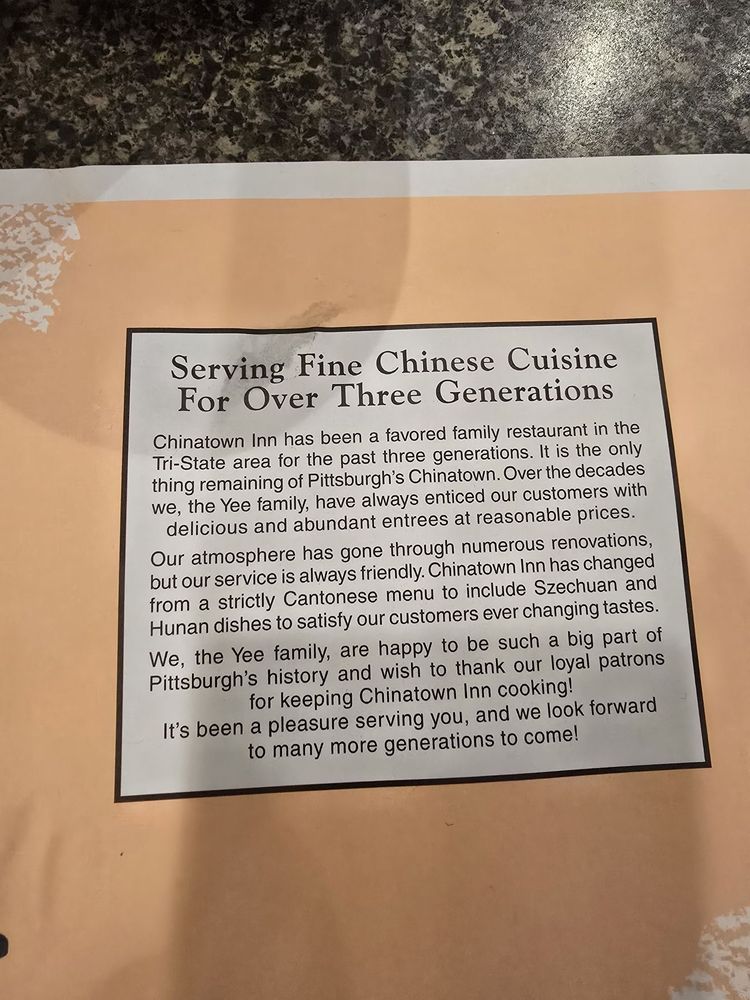 Serving Fine Chinese Cuisine
For Over Three Generations
Chinatown Inn has been a favored family restaurant in the
Tri-State area for the past three generations. It is the only
thing remaining of Pittsburgh's Chinatown. Over the decades
we, the Yee family, have always enticed our customers with
delicious and abundant entrees at reasonable prices.
Our atmosphere has gone through numerous renovations,
but our service is always friendly. Chinatown Inn has changed
from a strictly Cantonese menu to include Szechuan and
Hunan dishes to satisfy our customers ever changing tastes.
We, the Yee family, are happy to be such a big part of
Pittsburgh's history and wish to thank our loyal patrons
for keeping Chinatown Inn cooking!
It's been a pleasure serving you, and we look forward
to many more generations to come!